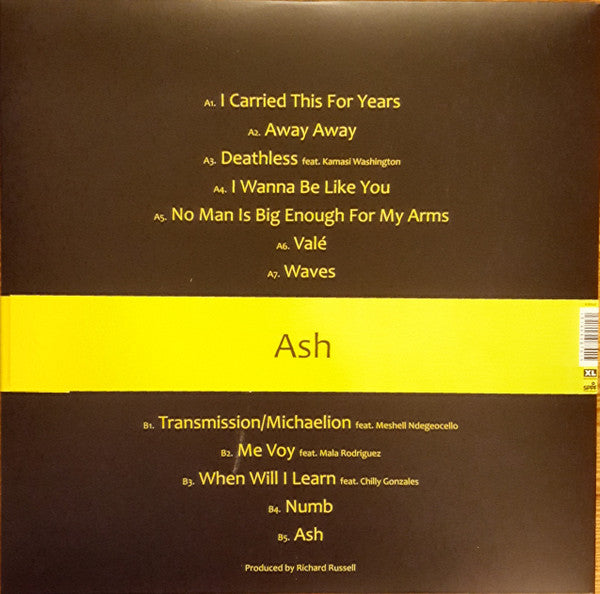 A1. I Carried This For Years
A2. Away Away
A3. Deathless feat. Kamasi Washington
A4. I Wanna Be Like You
A5. No Man Is Big Enough For My Arms
A6. Valé
A7. Waves
Ash
XL
SPPF
B1. Transmission/Michaelion feat. Meshell Ndegeocello
B2. Me Voy feat. Mala Rodriguez
B3. When Will I Learn feat. Chilly Gonzales
B4. Numb
B5. Ash
Produced by Richard Russell